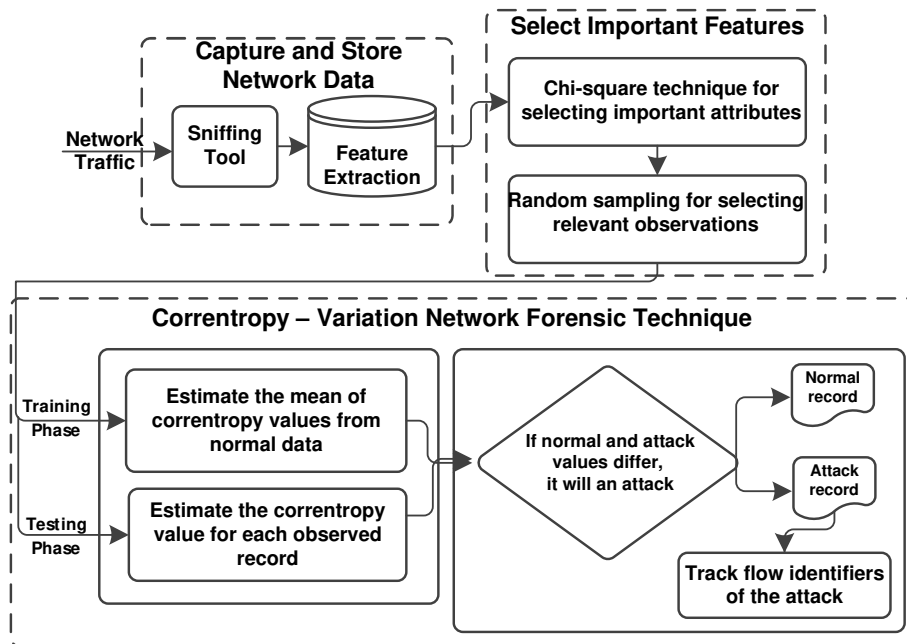 Capture and Store
Network Data
Network
Traffic
Sniffing
Tool
Feature
Extraction
Select Important Features
Chi-square technique for
selecting important attributes
Random sampling for selecting
relevant observations
Correntropy – Variation Network Forensic Technique
Training
Phase
Estimate the mean of
correntropy values from
normal data
Testing
Phase
Estimate the correntropy
value for each observed
record
If normal and attack
values differ,
it will an attack
Normal
record
Attack
record
Track flow identifiers
of the attack